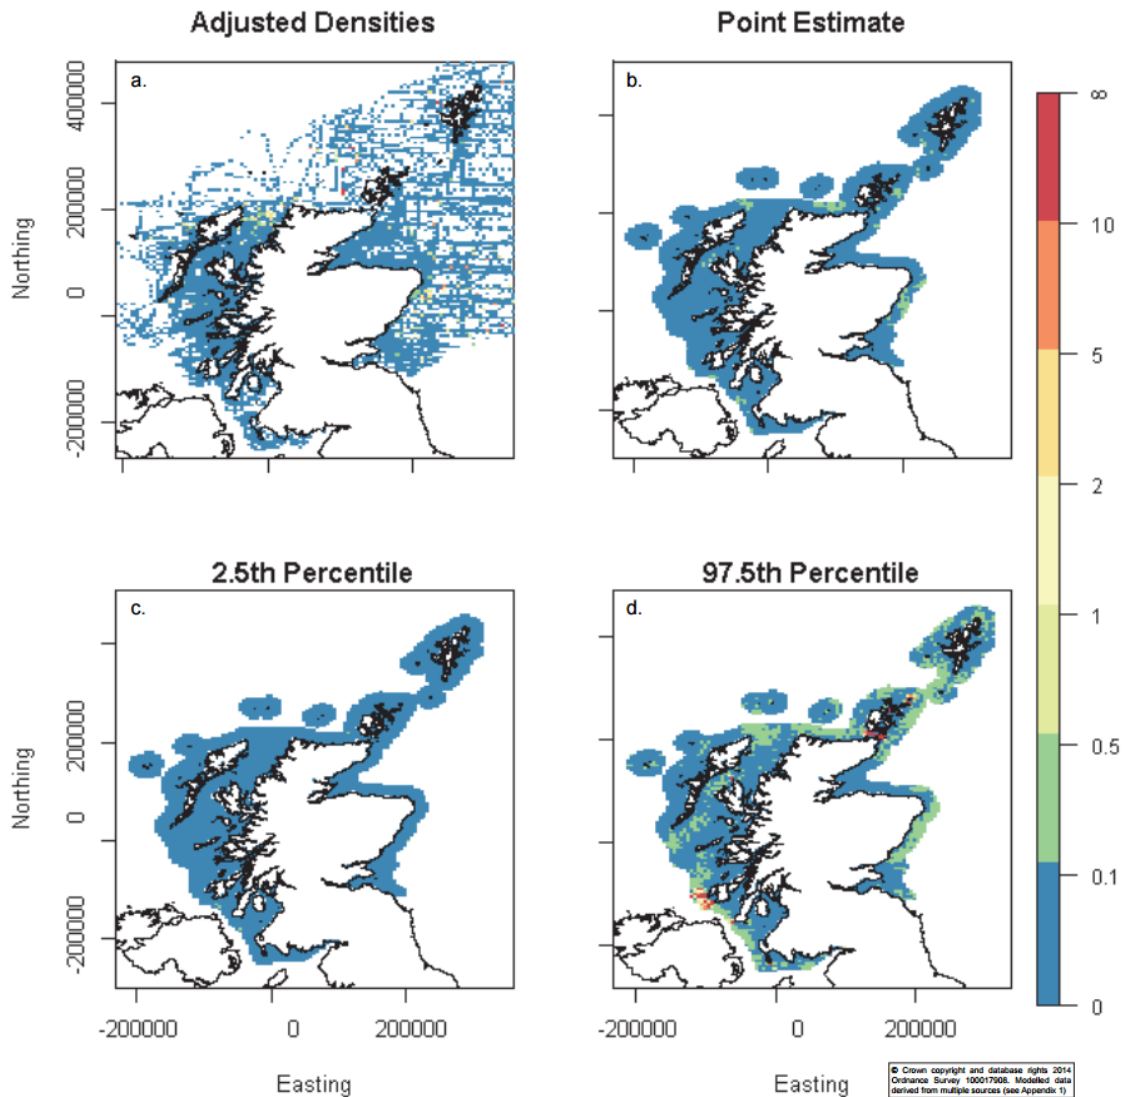 Adjusted Densities
Point Estimate
a.
b.
400000
200000
0
-200000
Northing
∞
10
5
2
1
0.5
0.1
0
2.5th Percentile
97.5th Percentile
c.
d.
200000
0
-200000
Northing
-200000 0 200000
-200000 0 200000
Easting
Easting
© Crown copyright and database rights 2014
Ordnance Survey 100017908. Modelled data
derived from multiple sources (see Appendix 1)